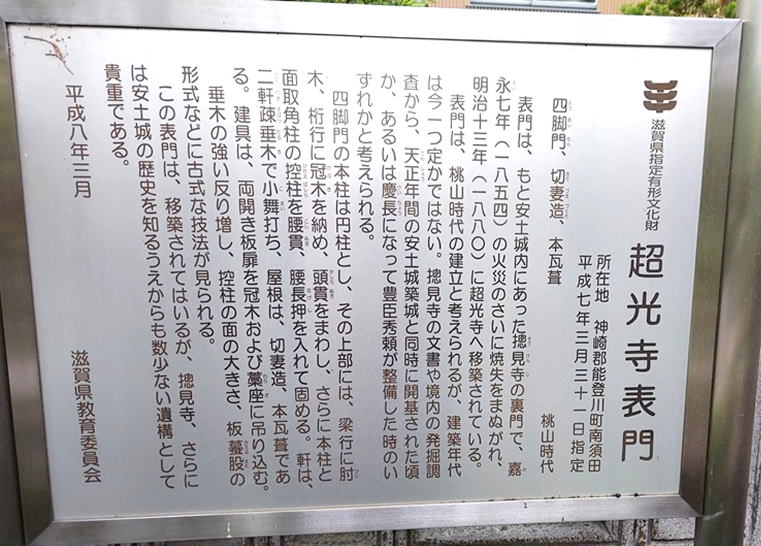 滋賀県指定有形文化財
超光寺表門
所在地　神崎郡能登川町南須田
平成七年三月三十一日指定
四脚門、切妻造、本瓦葺　桃山時代
表門は、もと安土城内にあった摠見寺の裏門で、嘉
永七年（一八五四）の火災のさいに焼失をまぬがれ、
明治十三年（一八八〇）に超光寺へ移築されている。
表門は、桃山時代の建立と考えられるが、建築年代
は今一つ定かではない。摠見寺の文書や境内の発掘調
査から、天正年間の安土城築城と同時に開基された頃
か、あるいは慶長になって豊臣秀頼が整備した時のい
ずれかと考えられる。
四脚門の本柱は円柱とし、その上部には、梁行に肘
木、桁行に冠木を納め、頭貫をまわし、さらに本柱と
面取角柱の控柱を腰貫、腰長押を入れて固める。軒は、
二軒疎垂木で小舞打ち、屋根は、切妻造、本瓦葺であ
る。建具は、両開き板扉を冠木および藁座に吊り込む。
垂木の強い反り増し、控柱の面の大きさ、板蟇股の
形式などに古式な技法が見られる。
この表門は、移築されてはいるが、摠見寺、さらに
は安土城の歴史を知るうえからも数少ない遺構として
貴重である。
平成八年三月
滋賀県教育委員会